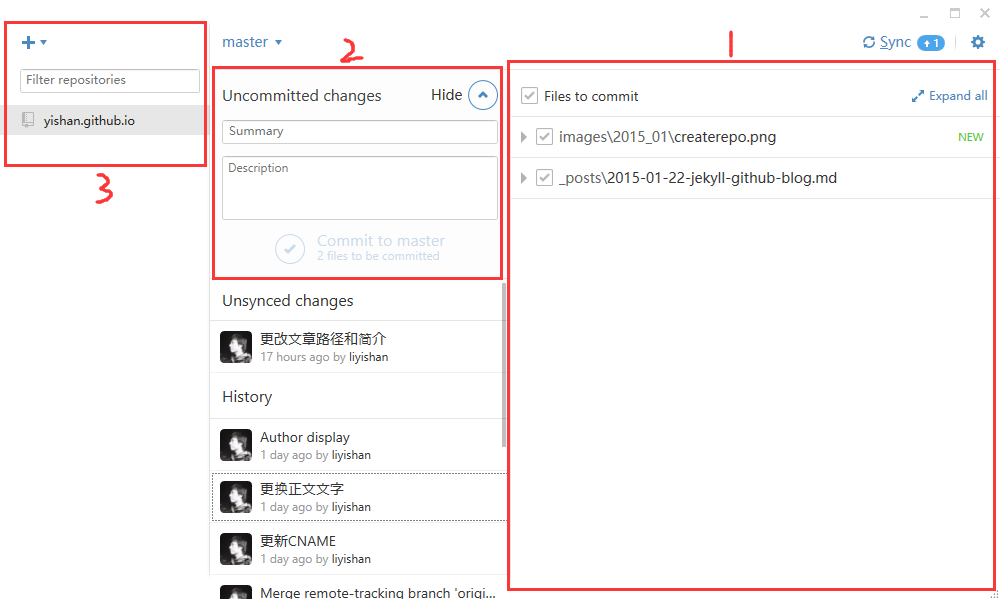 1
2
3
master
Sync
1
Filter repositories
yishan.github.io
Uncommitted changes
Hide
Summary
Description
Commit to master
2 files to be committed
Unsynced changes
更改文章路径和简介
17 hours ago by liyishan
History
Author display
1 day ago by liyishan
更换正文文字
1 day ago by liyishan
更新CNAME
1 day ago by liyishan
Merge remote-tracking branch 'origi...
Files to commit
Expand all
images\2015_01\createrepo.png
NEW
_posts\2015-01-22-jekyll-github-blog.md